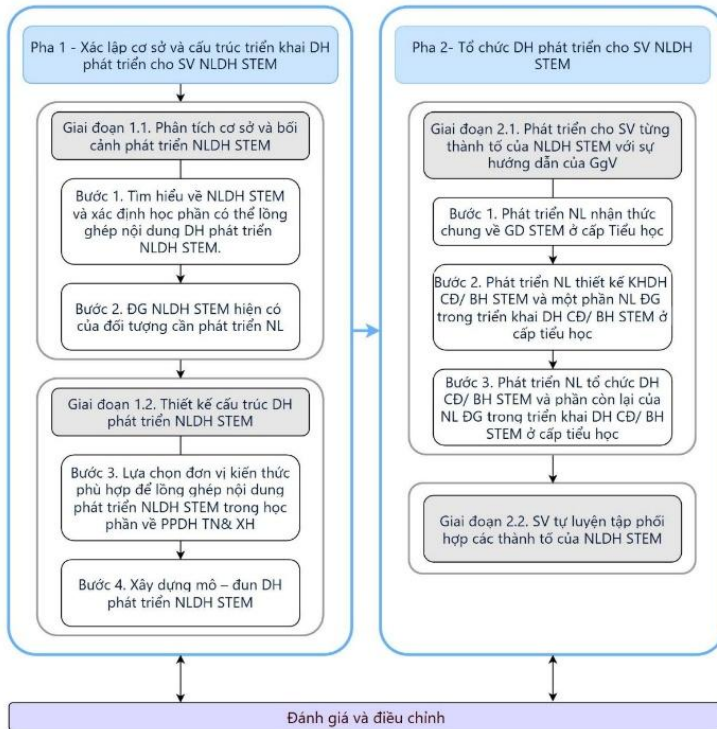 Pha 1 - Xác lập cơ sở và cấu trúc triển khai DH
phát triển cho SV NLDH STEM
Giai đoạn 1.1. Phân tích cơ sở và bối
cảnh phát triển NLDH STEM
Bước 1. Tìm hiểu về NLDH STEM
và xác định học phần có thể lồng
ghép nội dung DH phát triển
NLDH STEM.
Bước 2. ĐG NLDH STEM hiện có
của đối tượng cần phát triển NL
Giai đoạn 1.2. Thiết kế cấu trúc DH
phát triển NLDH STEM
Bước 3. Lựa chọn đơn vị kiến thức
phù hợp để lồng ghép nội dung
phát triển NLDH STEM trong học
phần về PPDH TN& XH
Bước 4. Xây dựng mô – đun DH
phát triển NLDH STEM
Pha 2- Tổ chức DH phát triển cho SV NLDH
STEM
Giai đoạn 2.1. Phát triển cho SV từng
thành tố của NLDH STEM với sự
hướng dẫn của GgV
Bước 1. Phát triển NL nhận thức
chung về GD STEM ở cấp Tiểu học
Bước 2. Phát triển NL thiết kế KHDH
CĐ/ BH STEM và một phần NL ĐG
trong triển khai DH CĐ/ BH STEM ở
cấp tiểu học
Bước 3. Phát triển NL tổ chức DH
CĐ/ BH STEM và phần còn lại của
NL ĐG trong triển khai DH CĐ/ BH
STEM ở cấp tiểu học
Giai đoạn 2.2. SV tự luyện tập phối
hợp các thành tố của NLDH STEM
Đánh giá và điều chỉnh